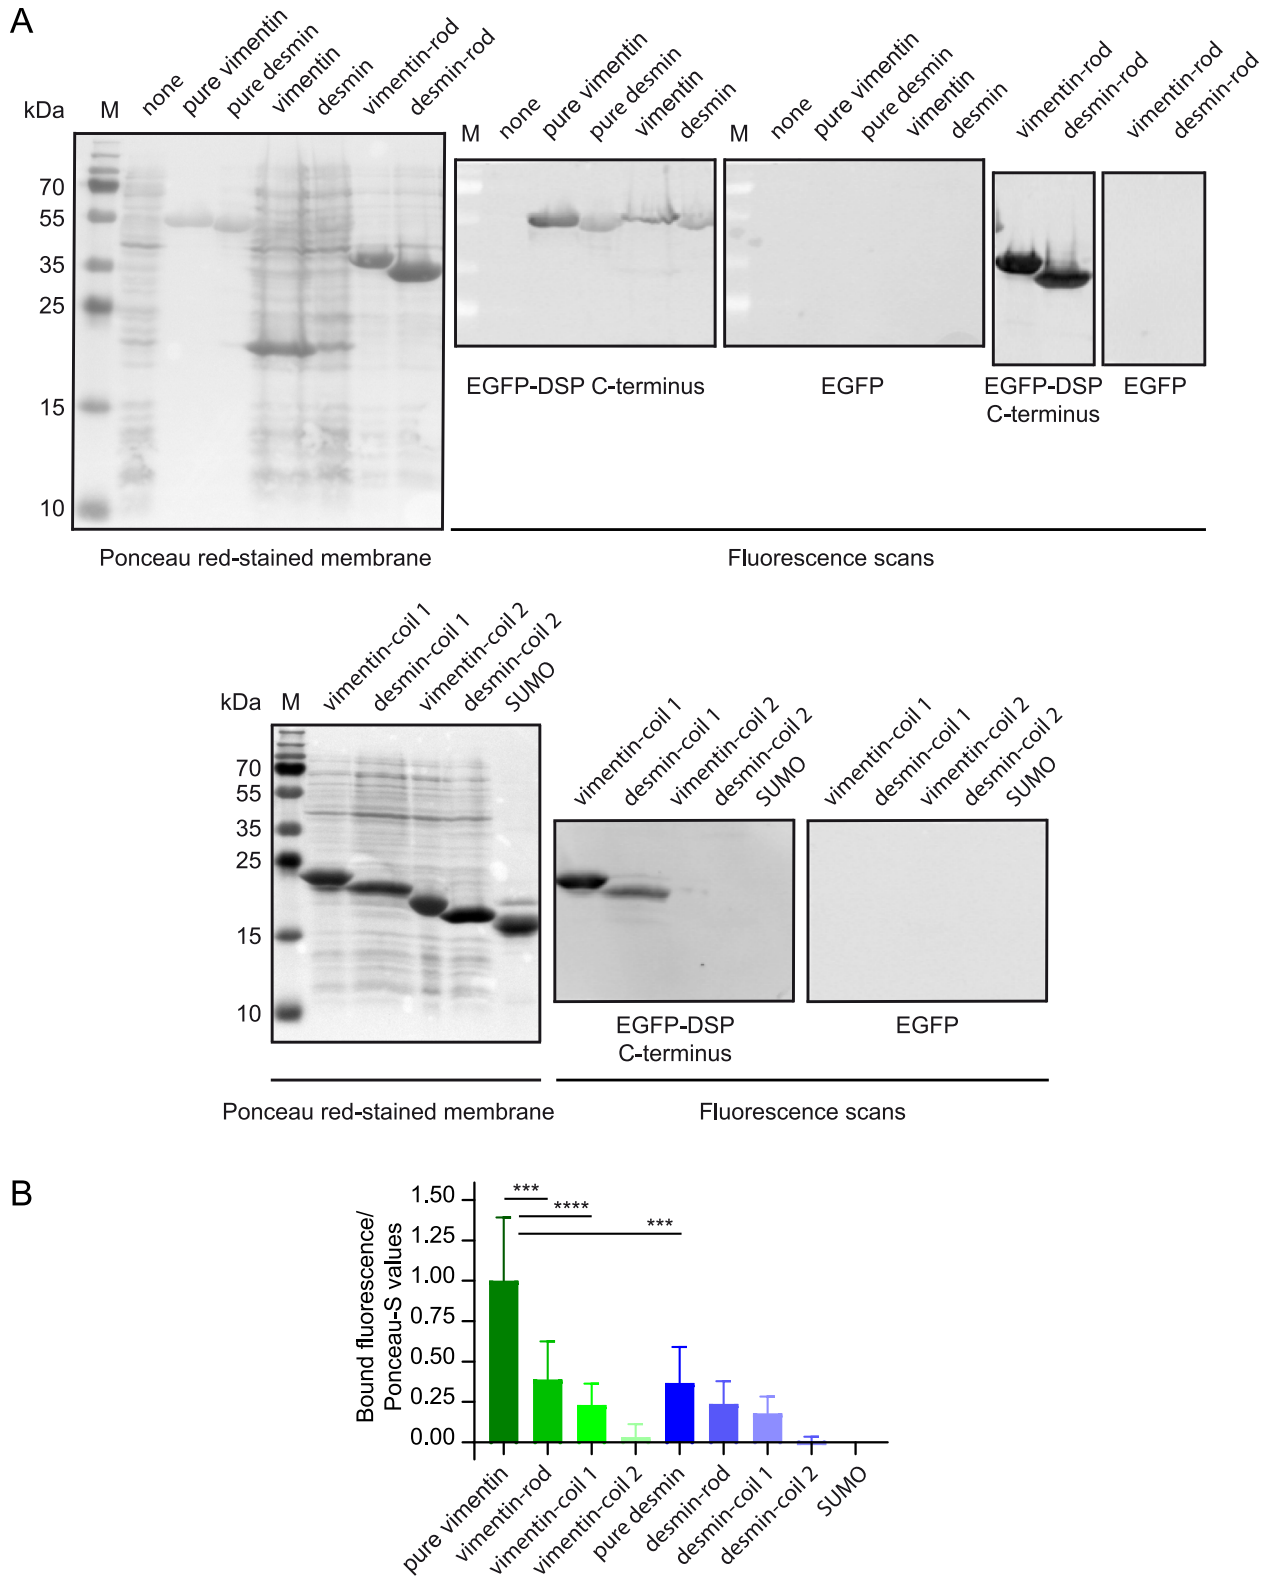 A
kDa M none pure vimentin pure desmin vimentin desmin vimentin-rod desmin-rod
70
55
35
25
15
10
M none pure vimentin pure desmin vimentin desmin
M none pure vimentin pure desmin vimentin desmin
vimentin-rod desmin-rod
vimentin-rod desmin-rod
EGFP-DSP C-terminus
EGFP
EGFP-DSP
C-terminus
EGFP
Ponceau red-stained membrane
Fluorescence scans
kDa M vimentin-coil 1 desmin-coil 1 vimentin-coil 2 desmin-coil 2 SUMO
70
55
35
25
15
10
vimentin-coil 1 desmin-coil 1 vimentin-coil 2 desmin-coil 2 SUMO
vimentin-coil 1 desmin-coil 1 vimentin-coil 2 desmin-coil 2 SUMO
EGFP-DSP
C-terminus
EGFP
Ponceau red-stained membrane
Fluorescence scans
B
Bound fluorescence/
Ponceau-S values
1.50
1.25
1.00
0.75
0.50
0.25
0.00
***
****
***
pure vimentin
vimentin-rod
vimentin-coil 1
vimentin-coil 2
pure desmin
desmin-rod
desmin-coil 1
desmin-coil 2
SUMO